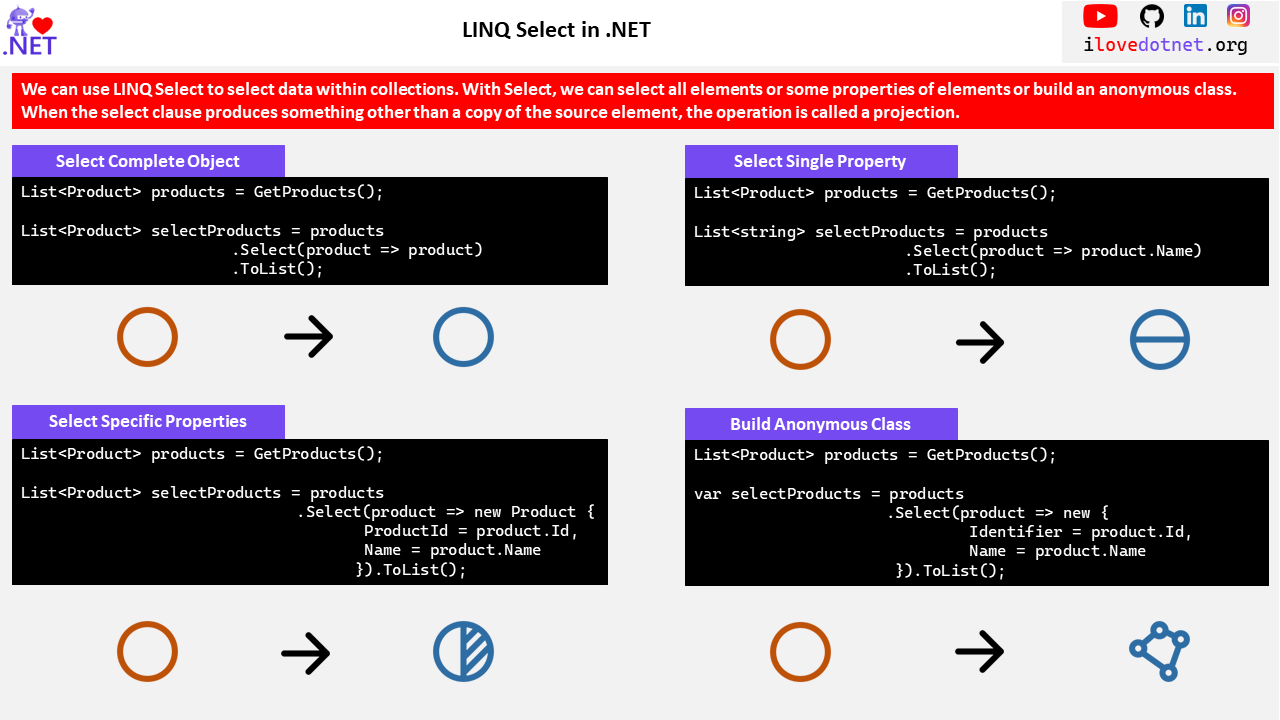 .NET
LINQ Select in .NET
in
ilovedotnet.org
We can use LINQ Select to select data within collections. With Select, we can select all elements or some properties of elements or build an anonymous class.
When the select clause produces something other than a copy of the source element, the operation is called a projection.
Select Complete Object
List<Product> products = GetProducts();
List<Product> selectProducts = products
.Select(product => product)
.ToList();
Select Single Property
List<Product> products = GetProducts();
List<string> selectProducts = products
.Select(product => product.Name)
.ToList();
Select Specific Properties
List<Product> products = GetProducts();
List<Product> selectProducts = products
.Select(product => new Product {
ProductId = product.Id,
Name = product.Name
}).ToList();
Build Anonymous Class
List<Product> products = GetProducts();
var selectProducts = products
.Select(product => new {
Identifier = product.Id,
Name = product.Name
}).ToList();